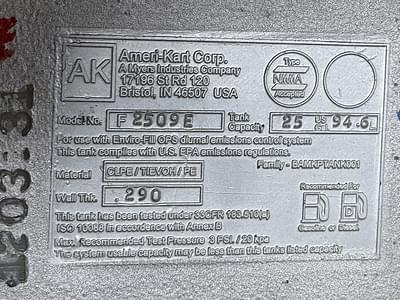 AK
Ameri-Kart Corp.
A Myers Industries Company
17196 St Rd 120
Bristol, IN 46507 USA
Type
NMMA
Accepted
Model No. F 2509E
Tank Capacity 25 US 94.6 L
For use with Enviro-Fill OPS diurnal emissions control system
This tank complies with U.S. EPA emissions regulations.
Family - BAMKPTANK001
Material CLPE / TIEVOH / PE
Wall Thk. .290
Recommended for
Gasoline or Diesel
This tank has been tested under 33CFR 183.510(a)
ISO 10088 in accordance with Annex B
Max. Recommended Test Pressure 3 PSI / 20 kpa
The system usable capacity may be less than this tanks listed capacity
1203:31